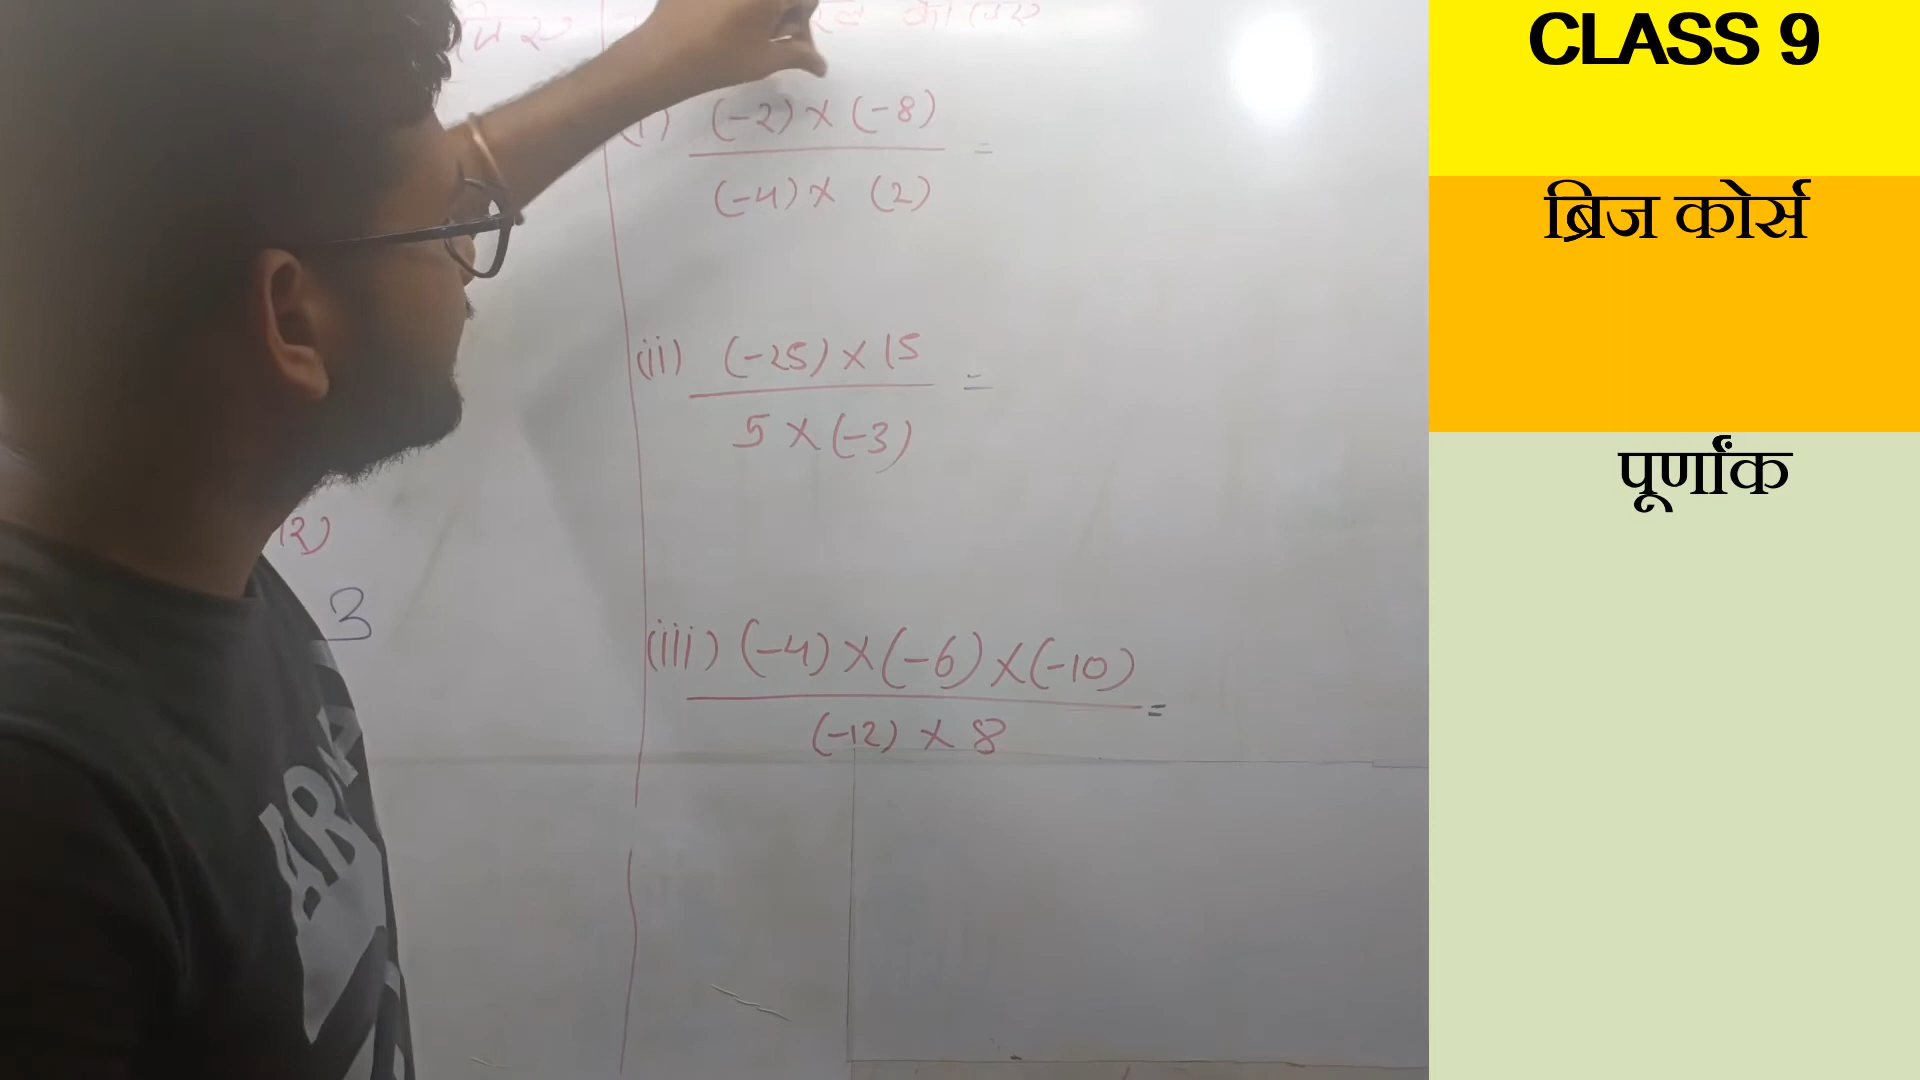 (i) (-2) × (-8)
(-4) × (2)
=
(ii) (-25) × 15
5 × (-3)
=
(iii) (-4) × (-6) × (-10)
(-12) × 8
=
3
CLASS 9
ब्रिज कोर्स
पूर्णांक